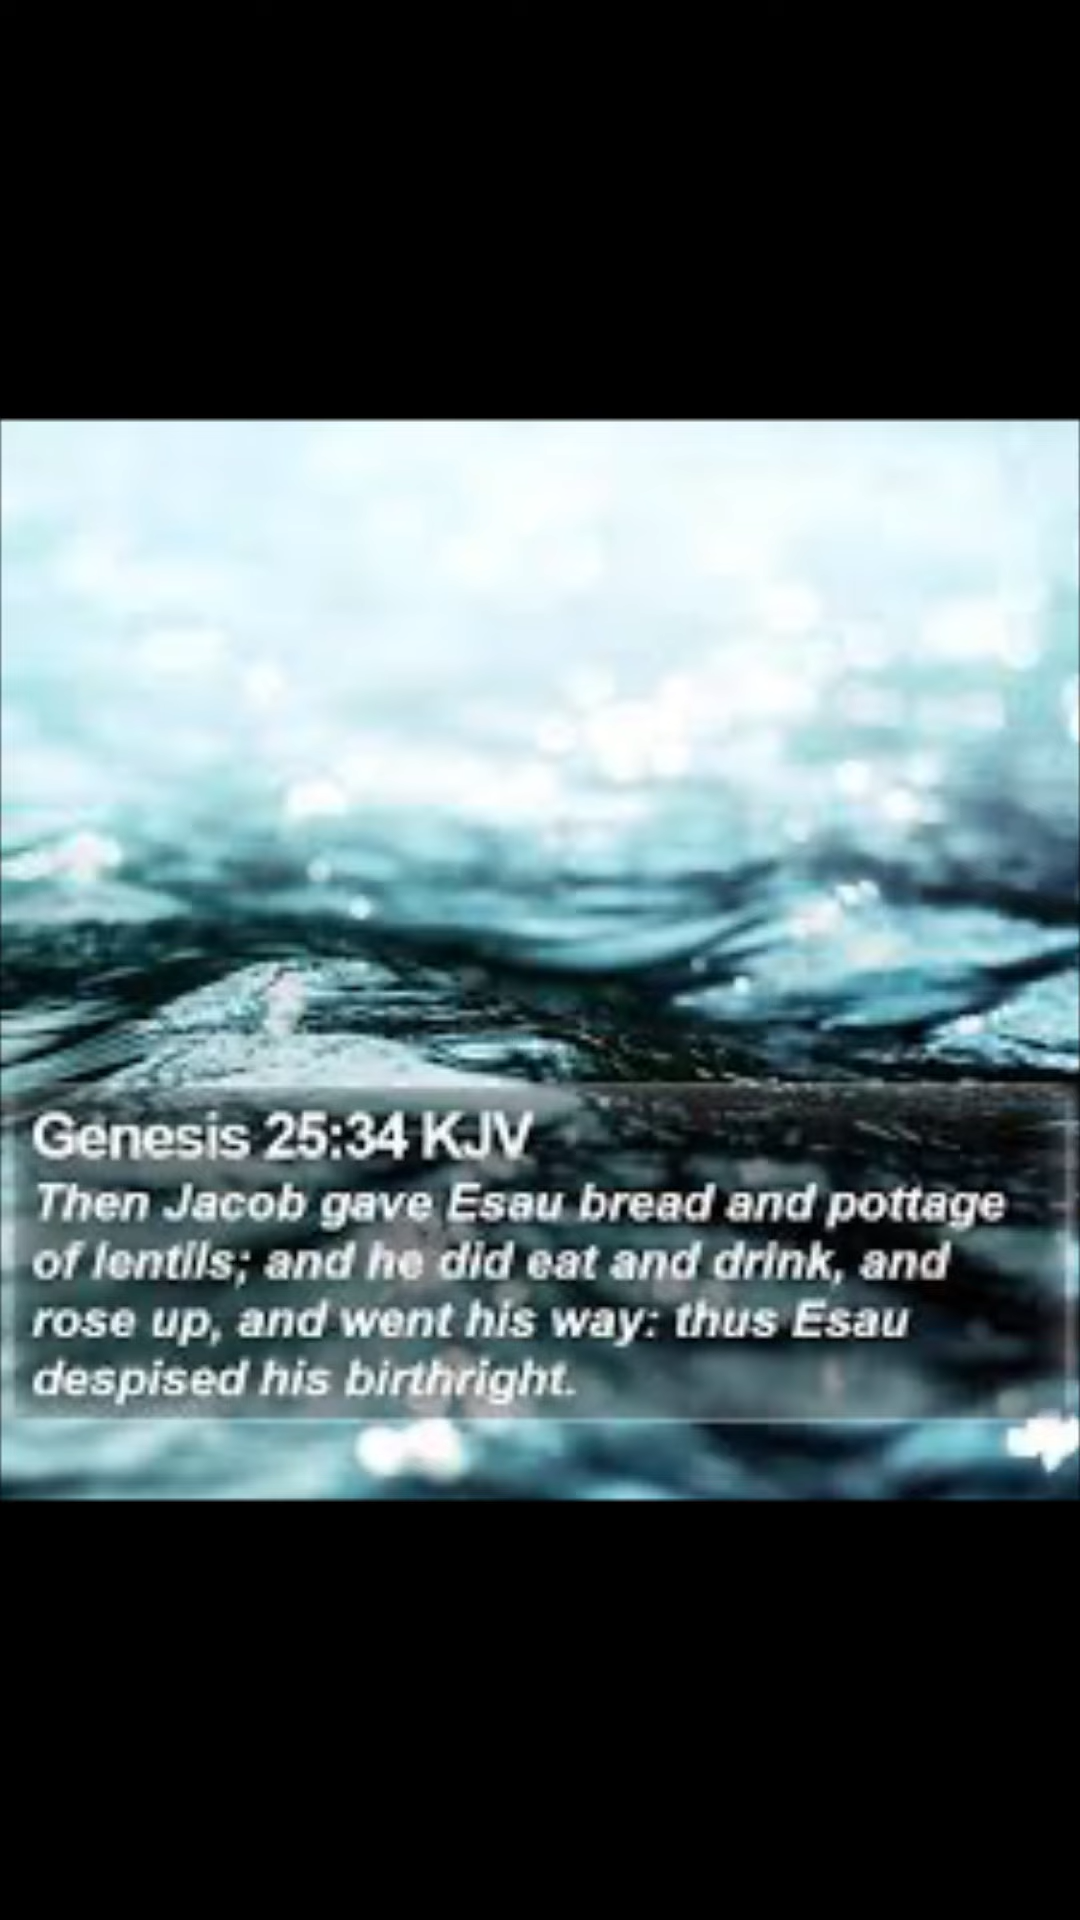 Genesis 25:34 KJV
Then Jacob gave Esau bread and pottage
of lentils; and he did eat and drink, and
rose up, and went his way: thus Esau
despised his birthright.